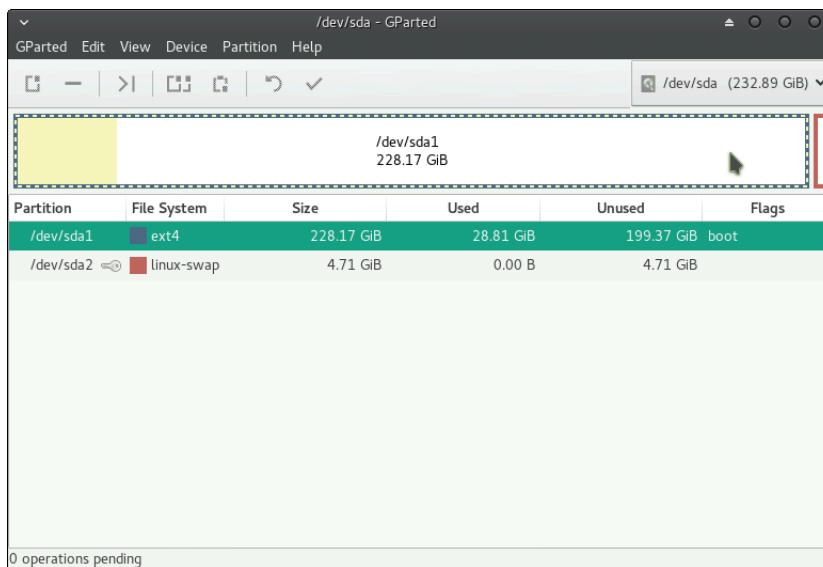 /dev/sda - GParted
GParted Edit View Device Partition Help
/dev/sda (232.89 GiB)
/dev/sda1
228.17 GiB
Partition File System Size Used Unused Flags
/dev/sda1 ext4 228.17 GiB 28.81 GiB 199.37 GiB boot
/dev/sda2 linux-swap 4.71 GiB 0.00 B 4.71 GiB
0 operations pending